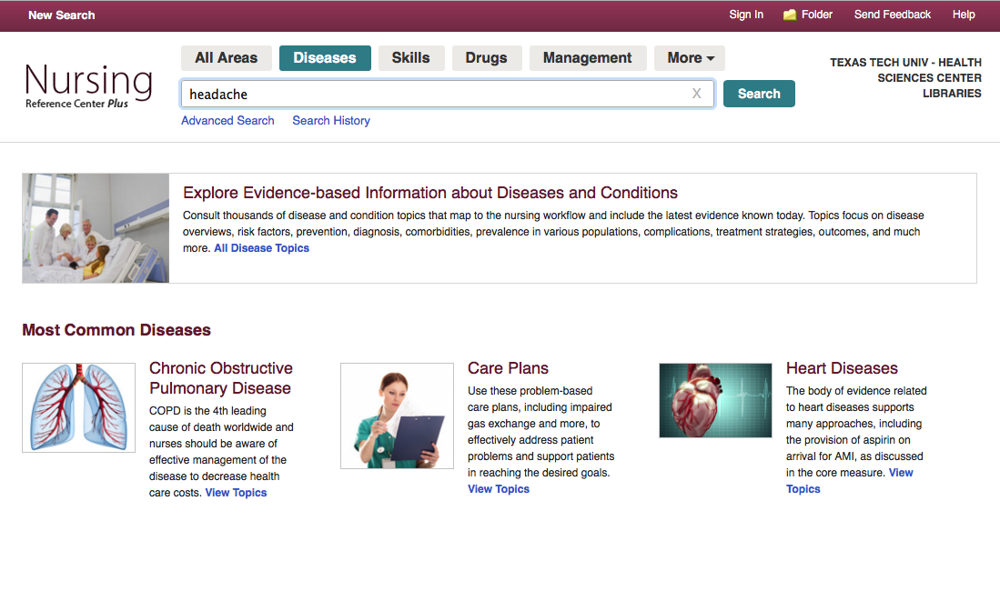 New Search
Sign In
Folder
Send Feedback
Help
Nursing
Reference Center Plus
All Areas
Diseases
Skills
Drugs
Management
More
headache
X
Search
Advanced Search
Search History
TEXAS TECH UNIV - HEALTH
SCIENCES CENTER
LIBRARIES
Explore Evidence-based Information about Diseases and Conditions
Consult thousands of disease and condition topics that map to the nursing workflow and include the latest evidence known today. Topics focus on disease
overviews, risk factors, prevention, diagnosis, comorbidities, prevalence in various populations, complications, treatment strategies, outcomes, and much
more. All Disease Topics
Most Common Diseases
Chronic Obstructive
Pulmonary Disease
COPD is the 4th leading
cause of death worldwide and
nurses should be aware of
effective management of the
disease to decrease health
care costs. View Topics
Care Plans
Use these problem-based
care plans, including impaired
gas exchange and more, to
effectively address patient
problems and support patients
in reaching the desired goals.
View Topics
Heart Diseases
The body of evidence related
to heart diseases supports
many approaches, including
the provision of aspirin on
arrival for AMI, as discussed
in the core measure. View
Topics